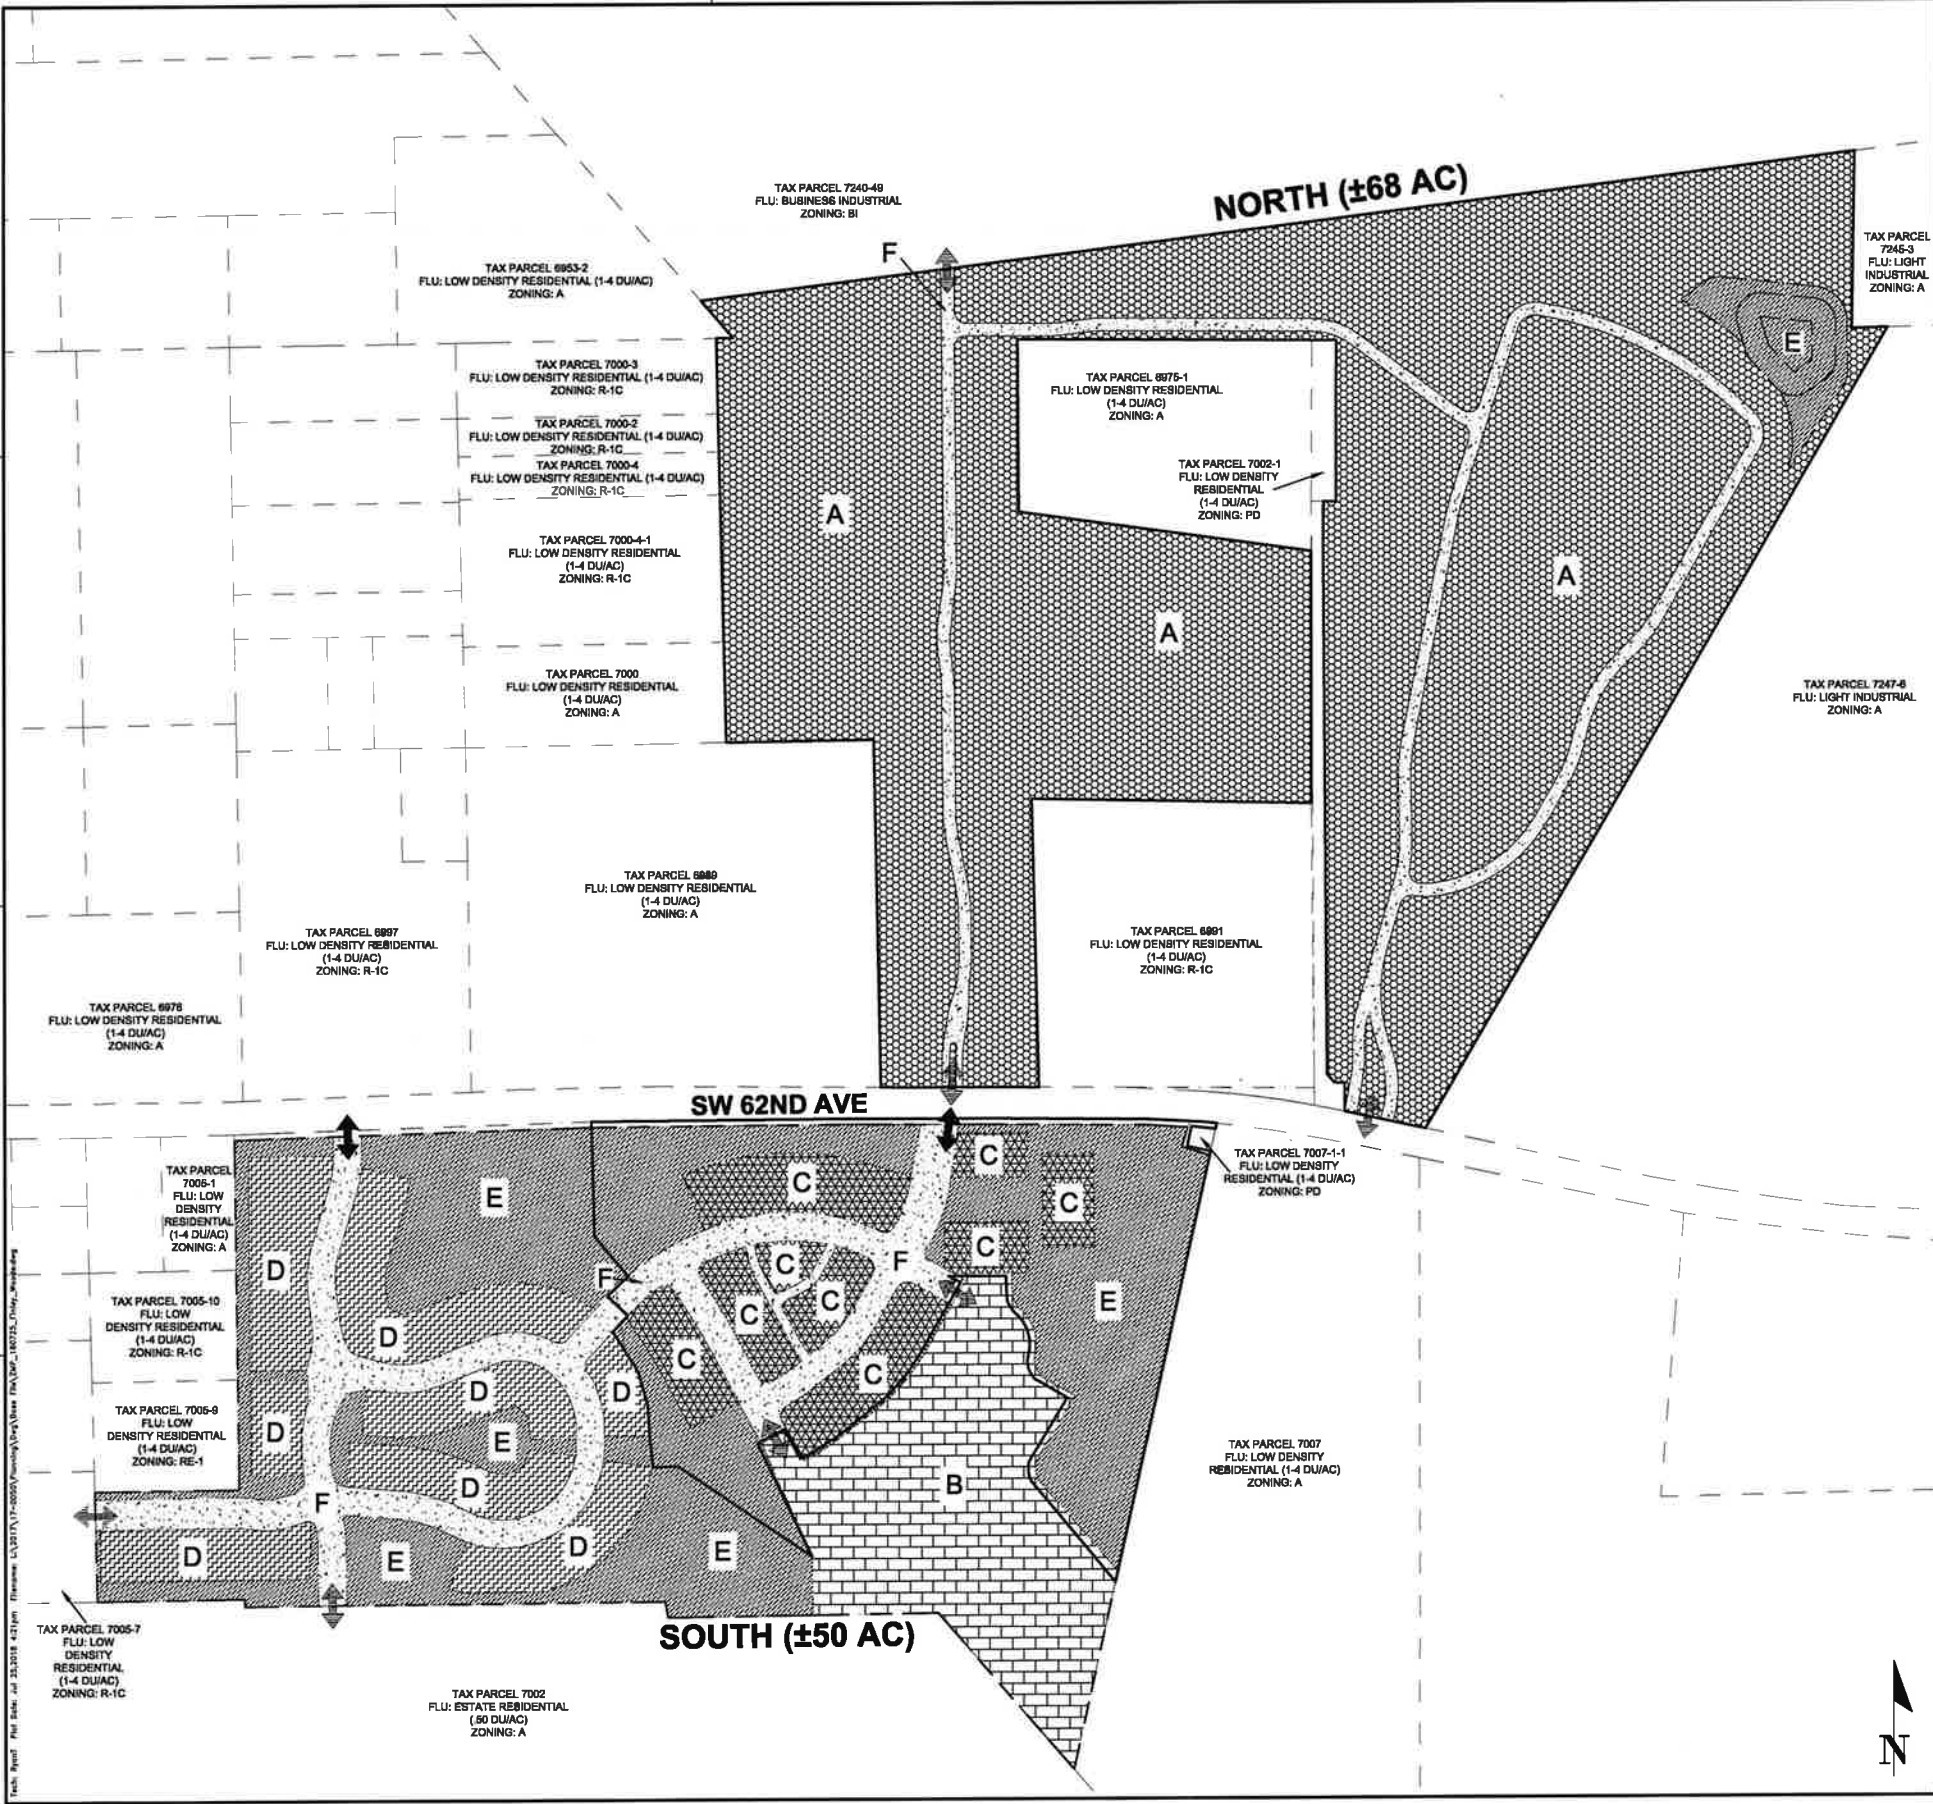 NORTH (±68 AC)
TAX PARCEL 7240-49
FLU: BUSINESS INDUSTRIAL
ZONING: BI
F
TAX PARCEL
7245-3
FLU: LIGHT
INDUSTRIAL
ZONING: A
TAX PARCEL 6953-2
FLU: LOW DENSITY RESIDENTIAL (1-4 DU/AC)
ZONING: A
E
TAX PARCEL 7000-3
FLU: LOW DENSITY RESIDENTIAL (1-4 DU/AC)
ZONING: R-1C
TAX PARCEL 6975-1
FLU: LOW DENSITY RESIDENTIAL
(1-4 DU/AC)
ZONING: A
TAX PARCEL 7000-2
FLU: LOW DENSITY RESIDENTIAL (1-4 DU/AC)
ZONING: R-1C
TAX PARCEL 7000-4
FLU: LOW DENSITY RESIDENTIAL (1-4 DU/AC)
ZONING: R-1C
TAX PARCEL 7002-1
FLU: LOW DENSITY
RESIDENTIAL
(1-4 DU/AC)
ZONING: PD
A
TAX PARCEL 7000-4-1
FLU: LOW DENSITY RESIDENTIAL
(1-4 DU/AC)
ZONING: R-1C
A
A
TAX PARCEL 7000
FLU: LOW DENSITY RESIDENTIAL
(1-4 DU/AC)
ZONING: A
TAX PARCEL 7247-6
FLU: LIGHT INDUSTRIAL
ZONING: A
TAX PARCEL 6989
FLU: LOW DENSITY RESIDENTIAL
(1-4 DU/AC)
ZONING: A
TAX PARCEL 6997
FLU: LOW DENSITY RESIDENTIAL
(1-4 DU/AC)
ZONING: R-1C
TAX PARCEL 6991
FLU: LOW DENSITY RESIDENTIAL
(1-4 DU/AC)
ZONING: R-1C
TAX PARCEL 6976
FLU: LOW DENSITY RESIDENTIAL
(1-4 DU/AC)
ZONING: A
SW 62ND AVE
TAX PARCEL
7005-1
FLU: LOW
DENSITY
RESIDENTIAL
(1-4 DU/AC)
ZONING: A
TAX PARCEL 7007-1-1
FLU: LOW DENSITY
RESIDENTIAL (1-4 DU/AC)
ZONING: PD
C
C
E
C
D
C
C
F
F
E
C
C
TAX PARCEL 7005-10
FLU: LOW
DENSITY RESIDENTIAL
(1-4 DU/AC)
ZONING: R-1C
D
C
C
D
D
TAX PARCEL 7005-9
FLU: LOW
DENSITY RESIDENTIAL
(1-4 DU/AC)
ZONING: RE-1
D
E
TAX PARCEL 7007
FLU: LOW DENSITY
RESIDENTIAL (1-4 DU/AC)
ZONING: A
D
B
F
D
D
E
E
SOUTH (±50 AC)
TAX PARCEL 7005-7
FLU: LOW
DENSITY
RESIDENTIAL
(1-4 DU/AC)
ZONING: R-1C
TAX PARCEL 7002
FLU: ESTATE RESIDENTIAL
(.50 DU/AC)
ZONING: A
N